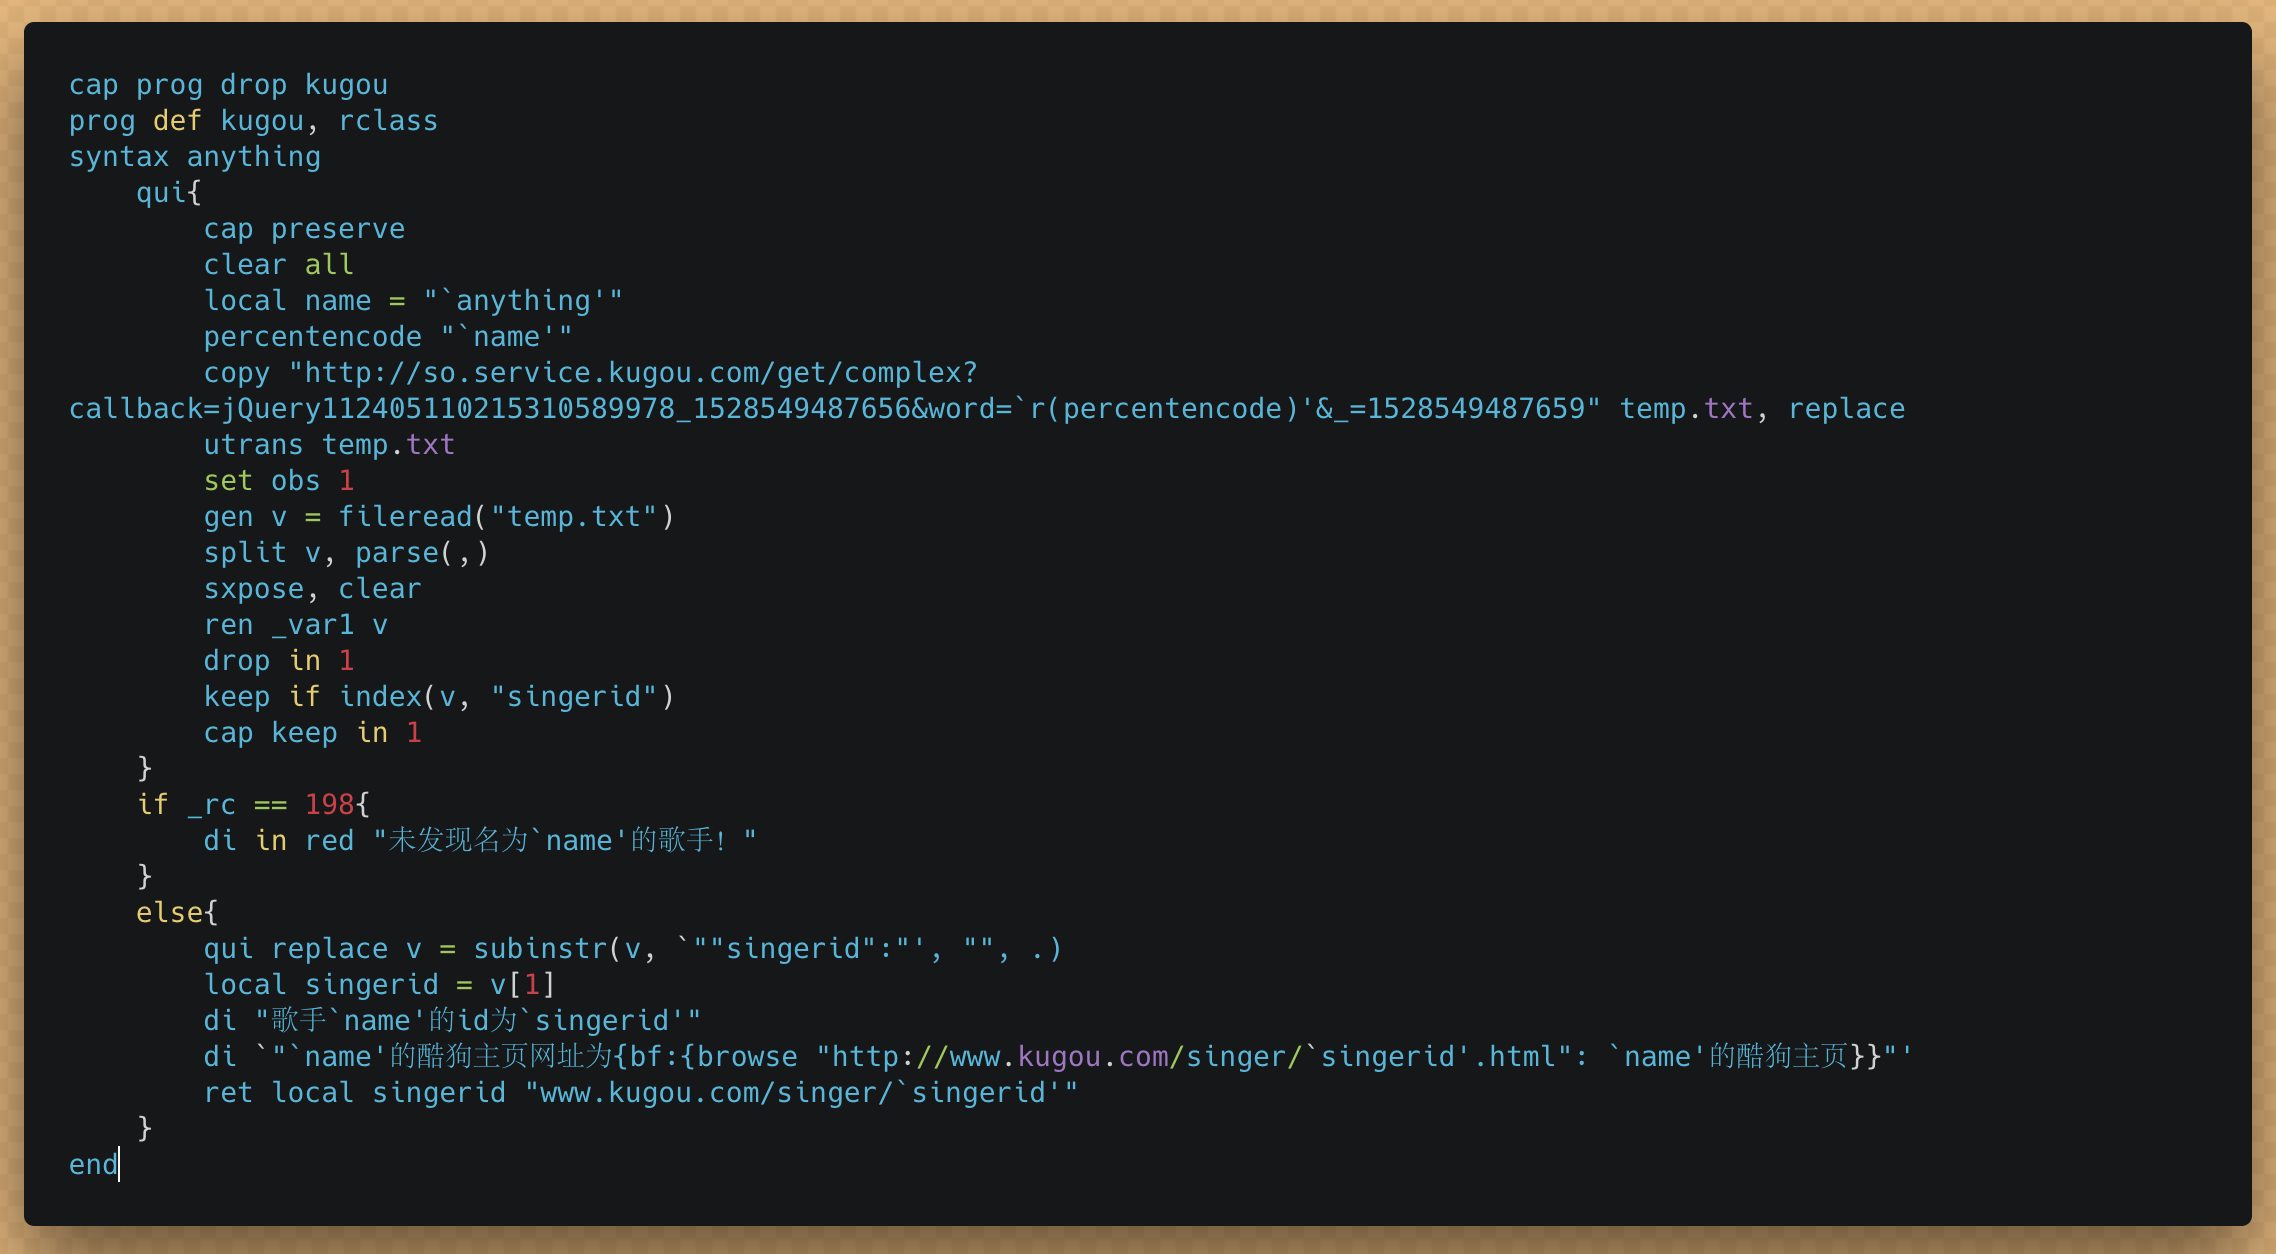 cap prog drop kugou
prog def kugou, rclass
syntax anything
    qui{
        cap preserve
        clear all
        local name = "`anything'"
        percentencode "`name'"
        copy "http://so.service.kugou.com/get/complex?
callback=jQuery112405110215310589978_1528549487656&word=`r(percentencode)'&_=1528549487659" temp.txt, replace
        utrans temp.txt
        set obs 1
        gen v = fileread("temp.txt")
        split v, parse(,)
        sxpose, clear
        ren _var1 v
        drop in 1
        keep if index(v, "singerid")
        cap keep in 1
    }
    if _rc == 198{
        di in red "未发现名为`name'的歌手！"
    }
    else{
        qui replace v = subinstr(v, `""singerid":"', "", .)
        local singerid = v[1]
        di "歌手`name'的id为`singerid'"
        di `"`name'的酷狗主页网址为{bf:{browse "http://www.kugou.com/singer/`singerid'.html": `name'的酷狗主页}}"'
        ret local singerid "www.kugou.com/singer/`singerid'"
    }
end